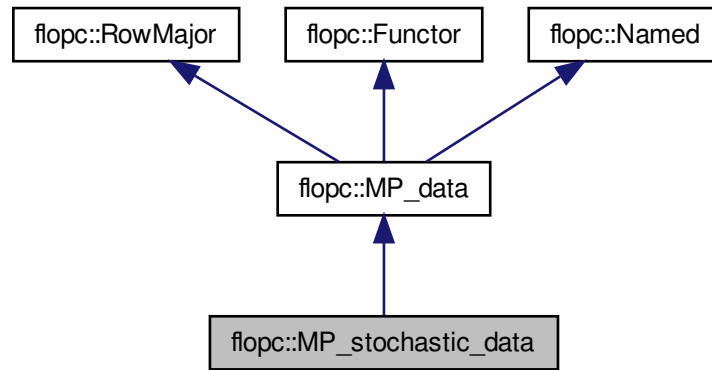 flopc::RowMajor
flopc::Functor
flopc::Named
flopc::MP_data
flopc::MP_stochastic_data